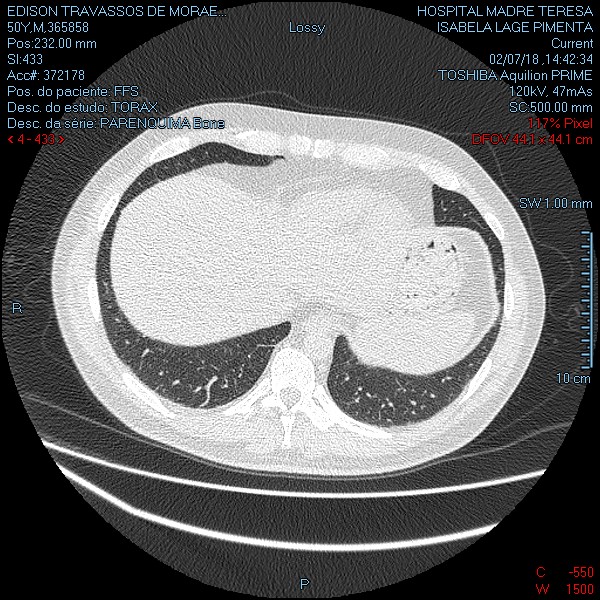 EDISON TRAVASSOS DE MORAE...
50Y,M,365858
Pos:232.00 mm
SI:433
Acc#: 372178
Pos. do paciente: FFS
Desc. do estudo: TORAX
Desc. da série: PARENQUIMA Bone
< 4 - 433 >
Lossy
HOSPITAL MADRE TERESA
ISABELA LAGE PIMENTA
Current
02/07/18 ,14:42:34
TOSHIBA Aquilion PRIME
120kV, 47mAs
SC:500.00 mm
117% Pixel
DFOV 44.1 x 44.1 cm
SW:1.00 mm
R
L
10 cm
P
C -550
W 1500